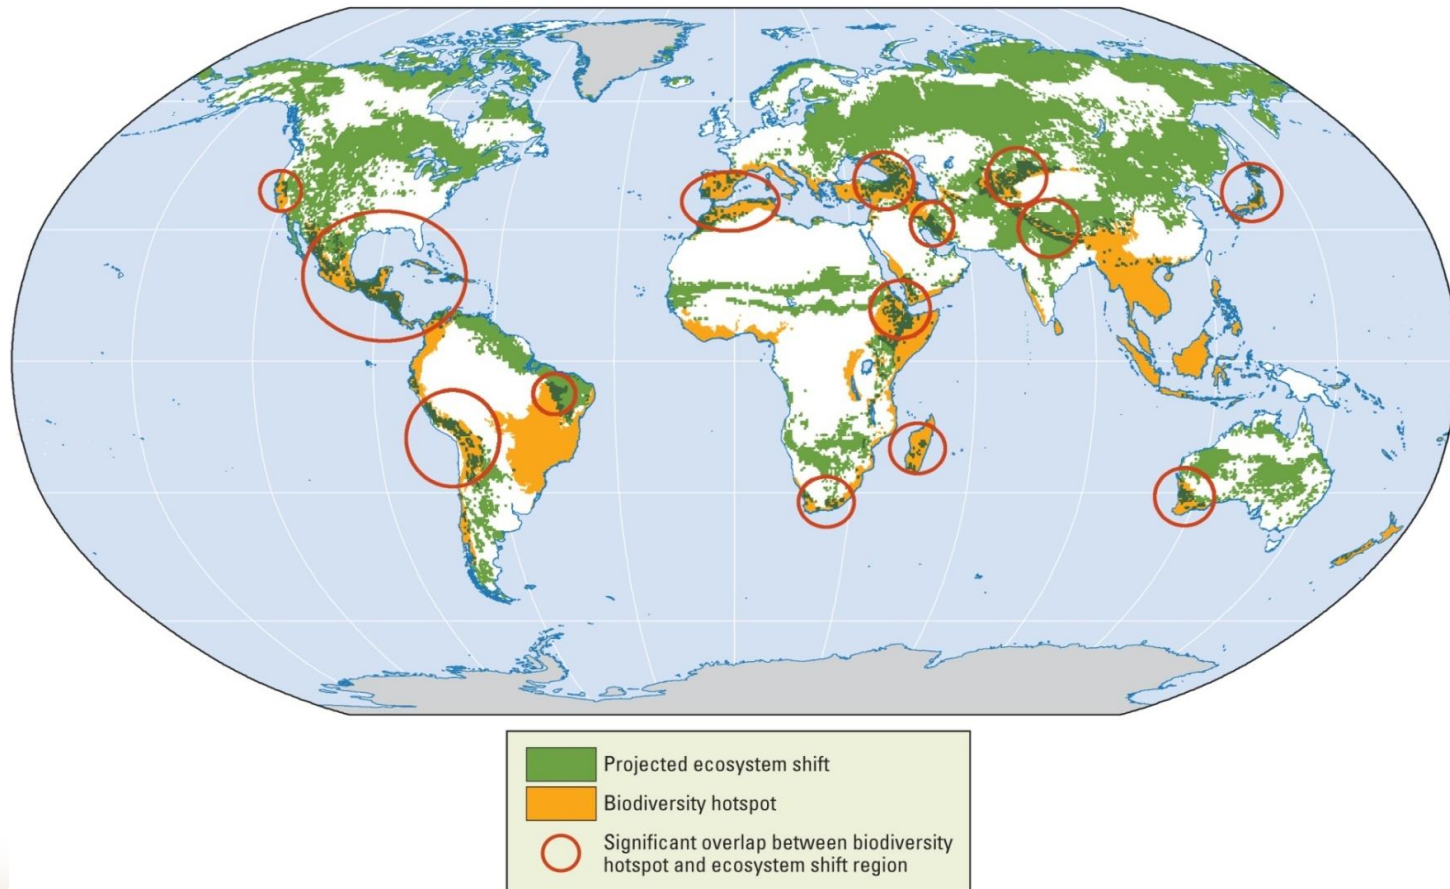 Projected ecosystem shift
Biodiversity hotspot
Significant overlap between biodiversity
hotspot and ecosystem shift region